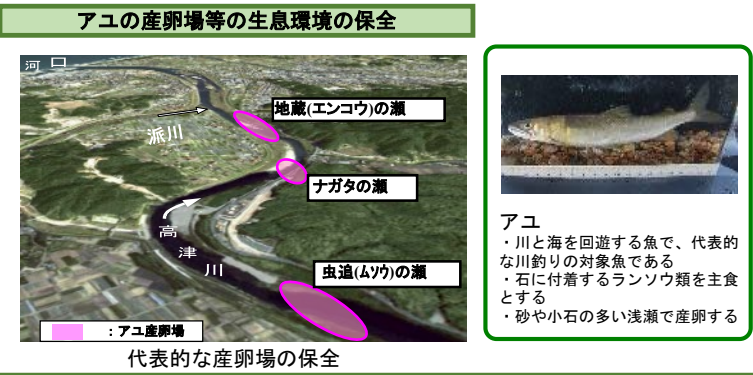 アユの産卵場等の生息環境の保全
河口
派川
地蔵(エンコウ)の瀬
ナガタの瀬
高津川
虫追(ムソウ)の瀬
：アユ産卵場
代表的な産卵場の保全
アユ
・川と海を回遊する魚で、代表的
な川釣りの対象魚である
・石に付着するランソウ類を主食
とする
・砂や小石の多い浅瀬で産卵する